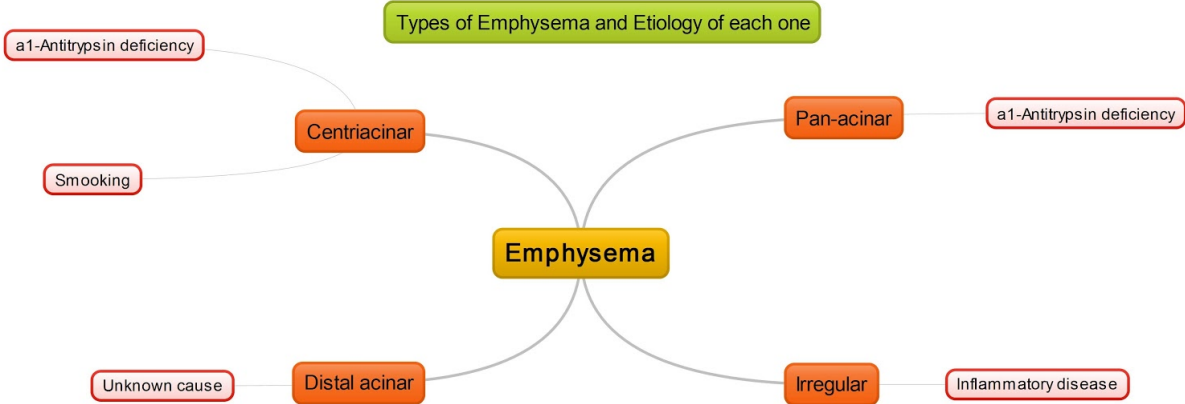 Types of Emphysema and Etiology of each one
a1-Antitrypsin deficiency
Centriacinar
Smooking
Pan-acinar
a1-Antitrypsin deficiency
Emphysema
Unknown cause
Distal acinar
Irregular
Inflammatory disease